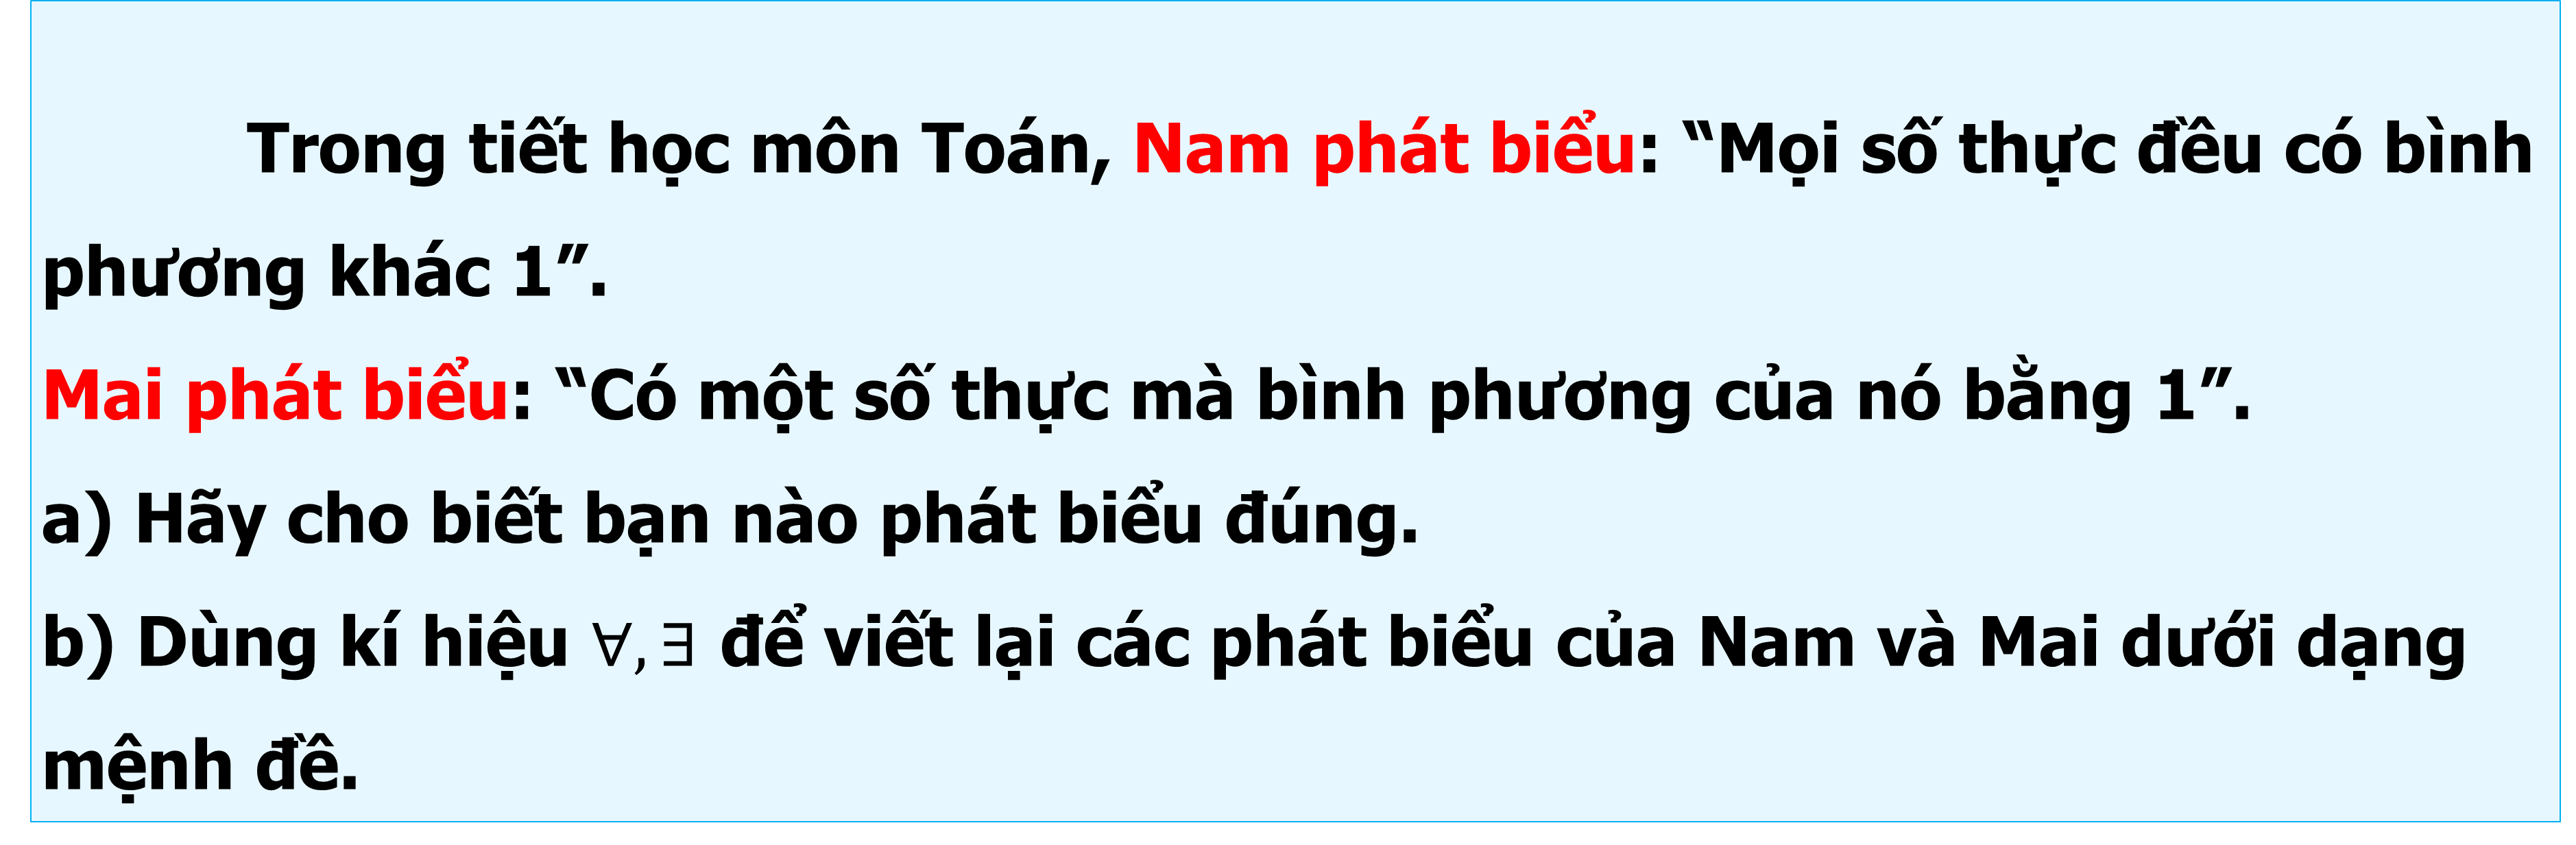 Trong tiết học môn Toán, Nam phát biểu: “Mọi số thực đều có bình
phương khác 1”.
Mai phát biểu: “Có một số thực mà bình phương của nó bằng 1”.
a) Hãy cho biết bạn nào phát biểu đúng.
b) Dùng kí hiệu ∀, ∃ để viết lại các phát biểu của Nam và Mai dưới dạng
mệnh đề.